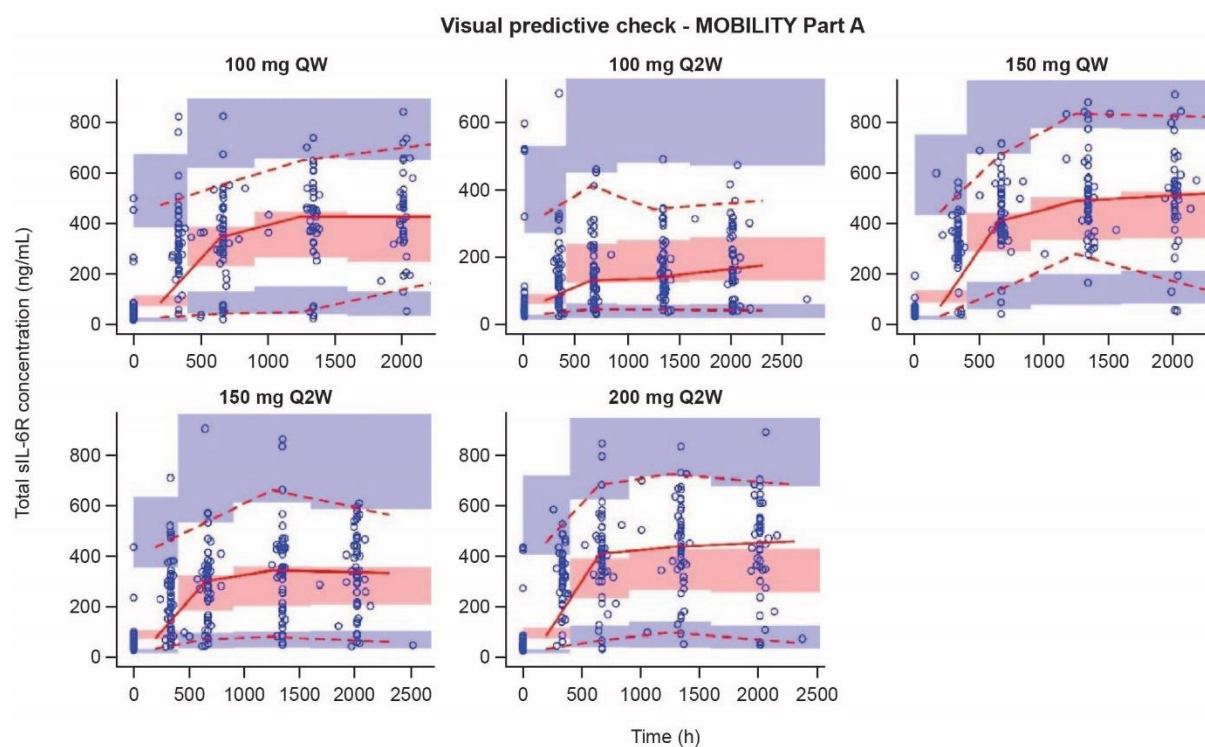 Visual predictive check - MOBILITY Part A
100 mg QW
100 mg Q2W
150 mg QW
800
600
400
200
0
0 500 1000 1500 2000
600
400
200
0
0 500 1000 1500 2000 2500
800
600
400
200
0
0 500 1000 1500 2000
150 mg Q2W
200 mg Q2W
800
600
400
200
0
0 500 1000 1500 2000 2500
800
600
400
200
0
0 500 1000 1500 2000 2500
Total sIL-6R concentration (ng/mL)
Time (h)